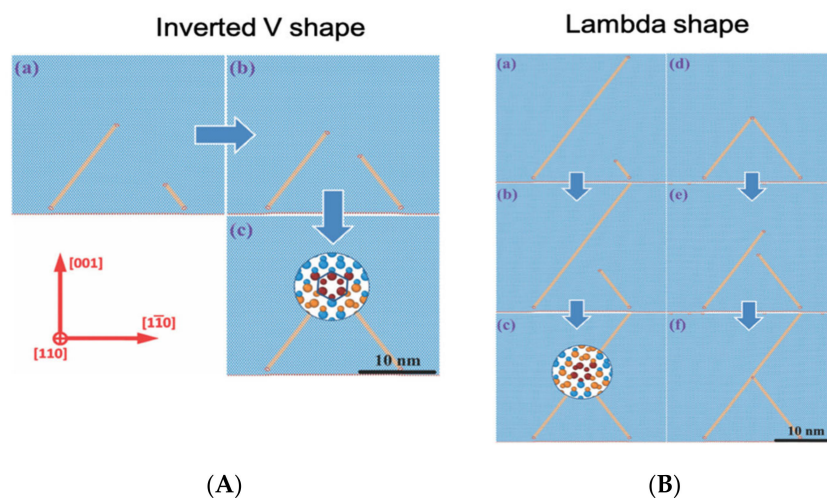 Inverted V shape
Lambda shape
(a)
(b)
(c)
[001]
[11̅0]
[110]
10 nm
(a)
(d)
(b)
(e)
(c)
(f)
10 nm
(A)
(B)